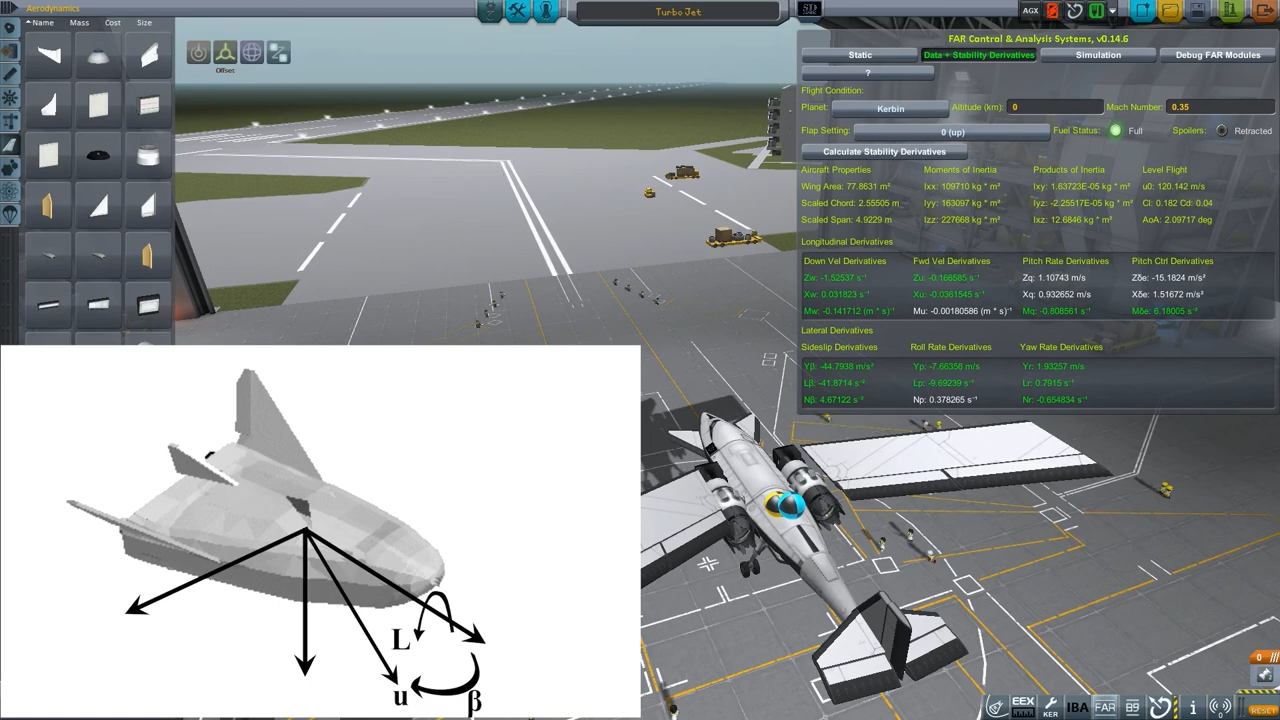 Aerodynamics
Name Mass Cost Size
Offset
TurboJet
AGX
FAR Control & Analysis Systems, v0.14.6
Static Data + Stability Derivatives Simulation Debug FAR Modules
?
Flight Condition:
Planet: Kerbin Altitude (km): 0 Mach Number: 0.35
Flap Setting: 0 (up) Fuel Status: Full Spoilers: Retracted
Calculate Stability Derivatives
Aircraft Properties Moments of Inertia Products of Inertia Level Flight
Wing Area: 77.8631 m² Ixx: 109710 kg * m² Ixy: 1.63723E-05 kg * m² u0: 120.142 m/s
Scaled Chord: 2.55505 m Iyy: 163097 kg * m² Iyz: -2.25517E-05 kg * m² Cl: 0.182 Cd: 0.04
Scaled Span: 4.9229 m Izz: 227668 kg * m² Ixz: 12.6846 kg * m² AoA: 2.09717 deg
Longitudinal Derivatives
Down Vel Derivatives Fwd Vel Derivatives Pitch Rate Derivatives Pitch Ctrl Derivatives
Zw: -1.52537 s⁻¹ Zu: -0.166585 s⁻¹ Zq: 1.10743 m/s Zδe: -15.1824 m/s²
Xw: 0.031823 s⁻¹ Xu: -0.0361545 s⁻¹ Xq: 0.932652 m/s Xδe: 1.51672 m/s²
Mw: -0.141712 (m * s)⁻¹ Mu: -0.00180586 (m * s)⁻¹ Mq: -0.808561 s⁻¹ Mδe: 6.18005 s⁻²
Lateral Derivatives
Sideslip Derivatives Roll Rate Derivatives Yaw Rate Derivatives
Yβ: -44.7938 m/s² Yp: -7.66356 m/s Yr: 1.93257 m/s
Lβ: -41.8714 s⁻² Lp: -9.69239 s⁻¹ Lr: 0.7915 s⁻¹
Nβ: 4.67122 s⁻² Np: 0.378265 s⁻¹ Nr: -0.654834 s⁻¹
L
u
β
0
EEX KER IBA FAR B9 i 0 RESET